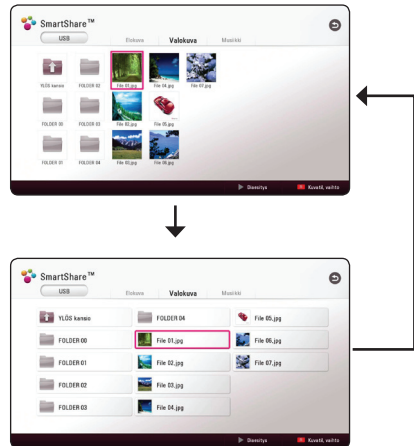 SmartShare™
USB Elokuva Valokuva Musiikki
YLÖS kansio FOLDER 02 File 01.jpg File 04.jpg File 07.jpg
FOLDER 00 FOLDER 03 File 02.jpg File 05.jpg
FOLDER 01 FOLDER 04 File 03.jpg File 06.jpg
Diaesitys Kuvatil. vaihto
SmartShare™
USB Elokuva Valokuva Musiikki
YLÖS kansio FOLDER 04 File 05.jpg
FOLDER 00 File 01.jpg File 06.jpg
FOLDER 01 File 02.jpg File 07.jpg
FOLDER 02 File 03.jpg
FOLDER 03 File 04.jpg
Diaesitys Kuvatil. vaihto